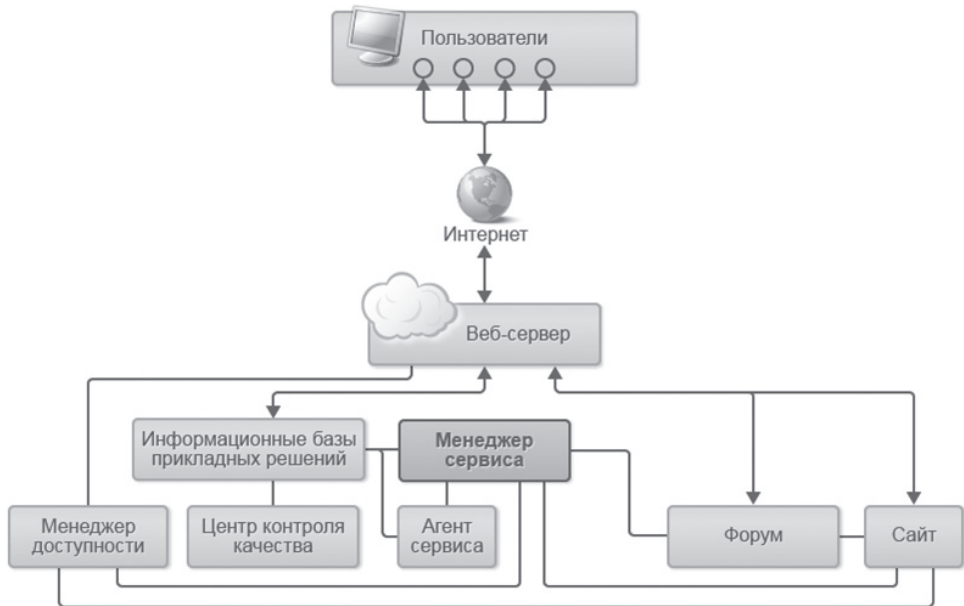 Пользователи
Интернет
Веб-сервер
Информационные базы
прикладных решений
Менеджер
сервиса
Менеджер
доступности
Центр контроля
качества
Агент
сервиса
Форум
Сайт